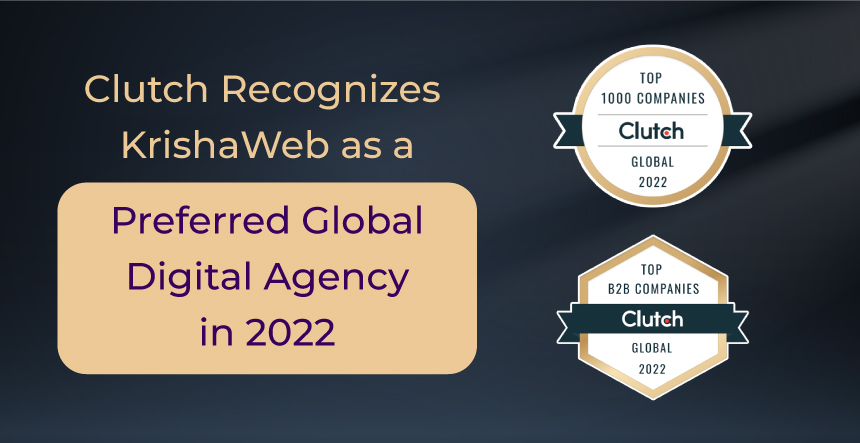 Clutch Recognizes
KrishaWeb as a
Preferred Global
Digital Agency
in 2022
TOP
1000 COMPANIES
Clutch
GLOBAL
2022
TOP
B2B COMPANIES
Clutch
GLOBAL
2022